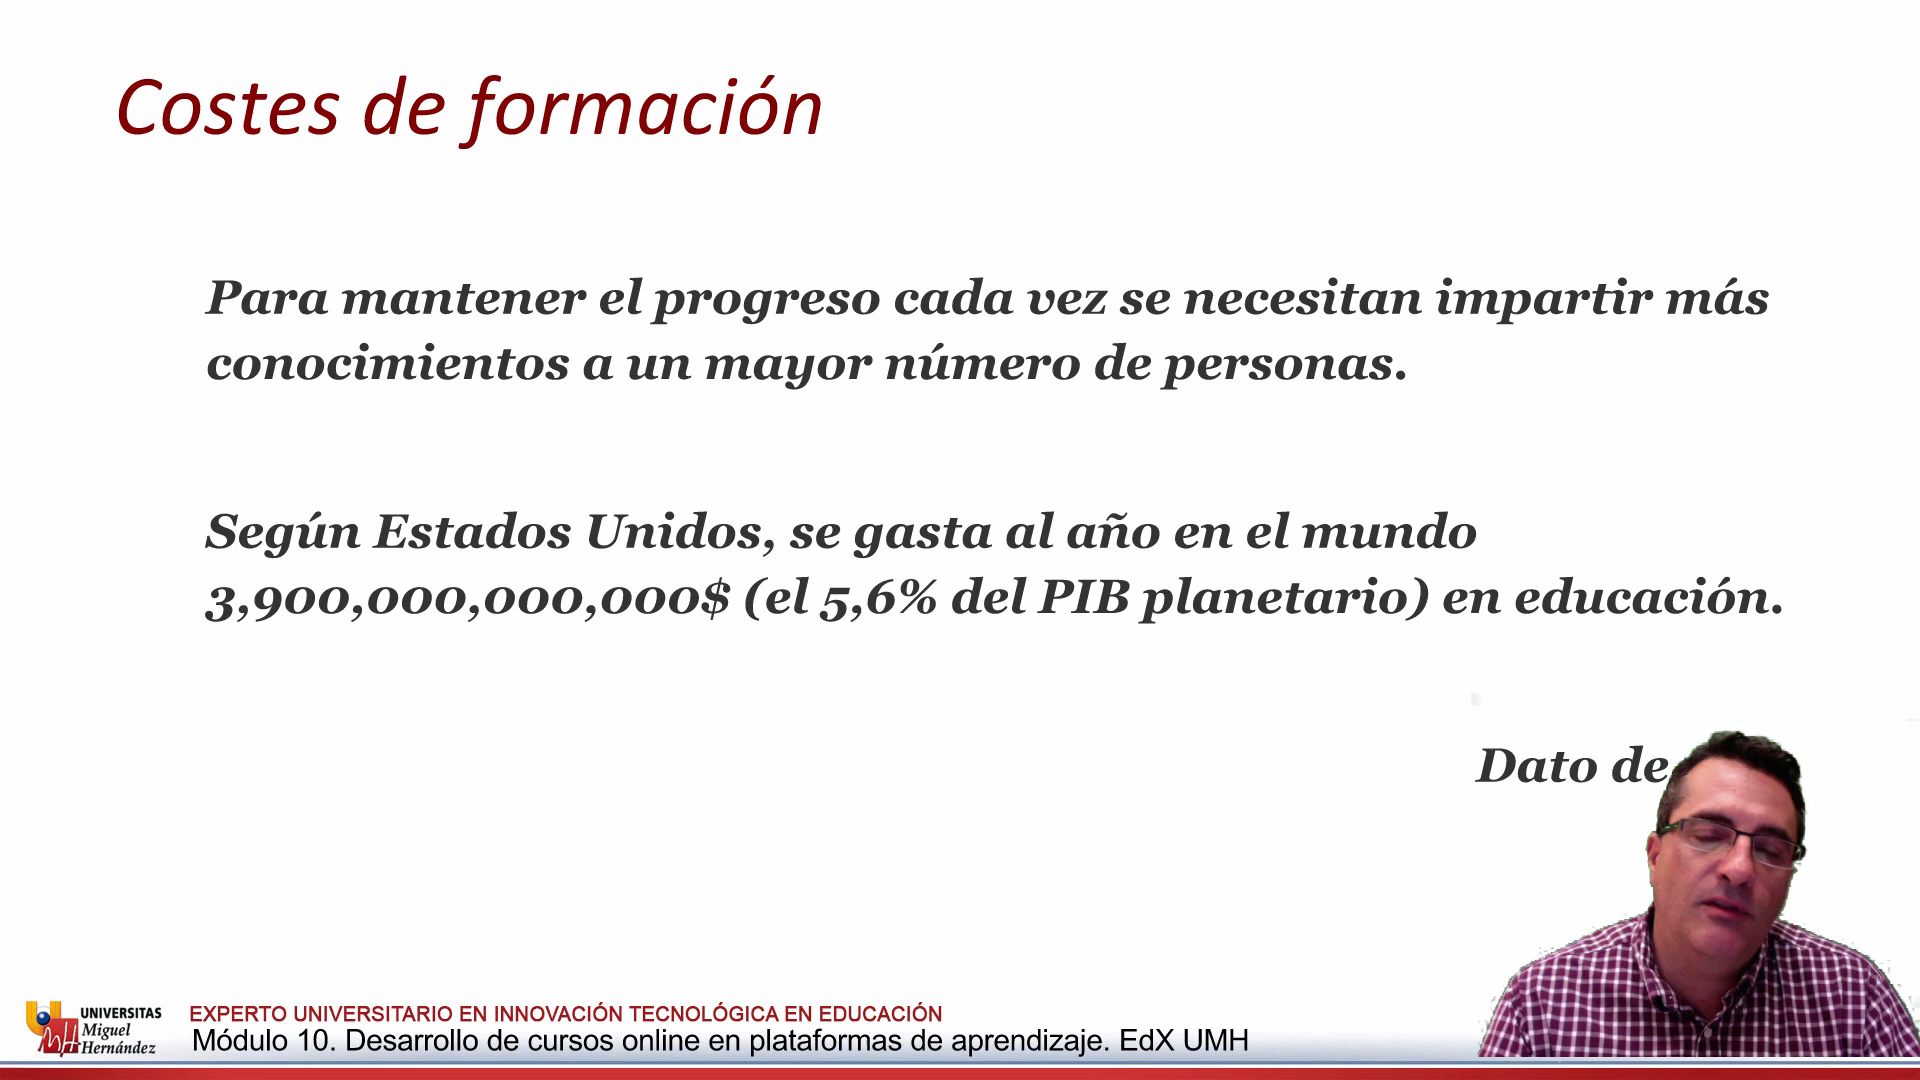 Costes de formación
Para mantener el progreso cada vez se necesitan impartir más
conocimientos a un mayor número de personas.
Según Estados Unidos, se gasta al año en el mundo
3,900,000,000,000$ (el 5,6% del PIB planetario) en educación.
Dato de
UNIVERSITAS
Miguel
Hernández
EXPERTO UNIVERSITARIO EN INNOVACIÓN TECNOLÓGICA EN EDUCACIÓN
Módulo 10. Desarrollo de cursos online en plataformas de aprendizaje. EdX UMH